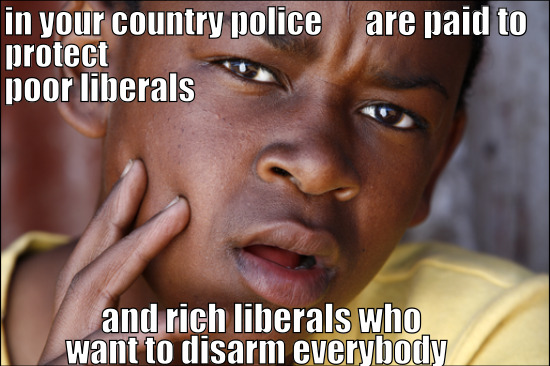 in your country police are paid to
protect
poor liberals
and rich liberals who
want to disarm everybody